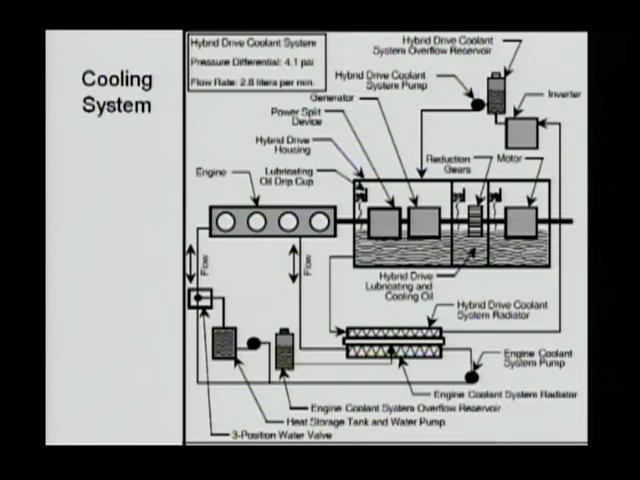 Cooling
System
Hybrid Drive Coolant System
Pressure Differential: 4.1 psi
Flow Rate: 2.8 liters per min.
Hybrid Drive Coolant
System Overflow Reservoir
Hybrid Drive Coolant
System Pump
Inverter
Generator
Power Split
Device
Hybrid Drive
Housing
Reduction
Gears
Motor
Engine
Lubricating
Oil Drip Cup
Flow
Flow
Hybrid Drive
Lubricating and
Cooling Oil
Hybrid Drive Coolant
System Radiator
Engine Coolant
System Pump
Engine Coolant System Radiator
Engine Coolant System Overflow Reservoir
Heat Storage Tank and Water Pump
3-Position Water Valve